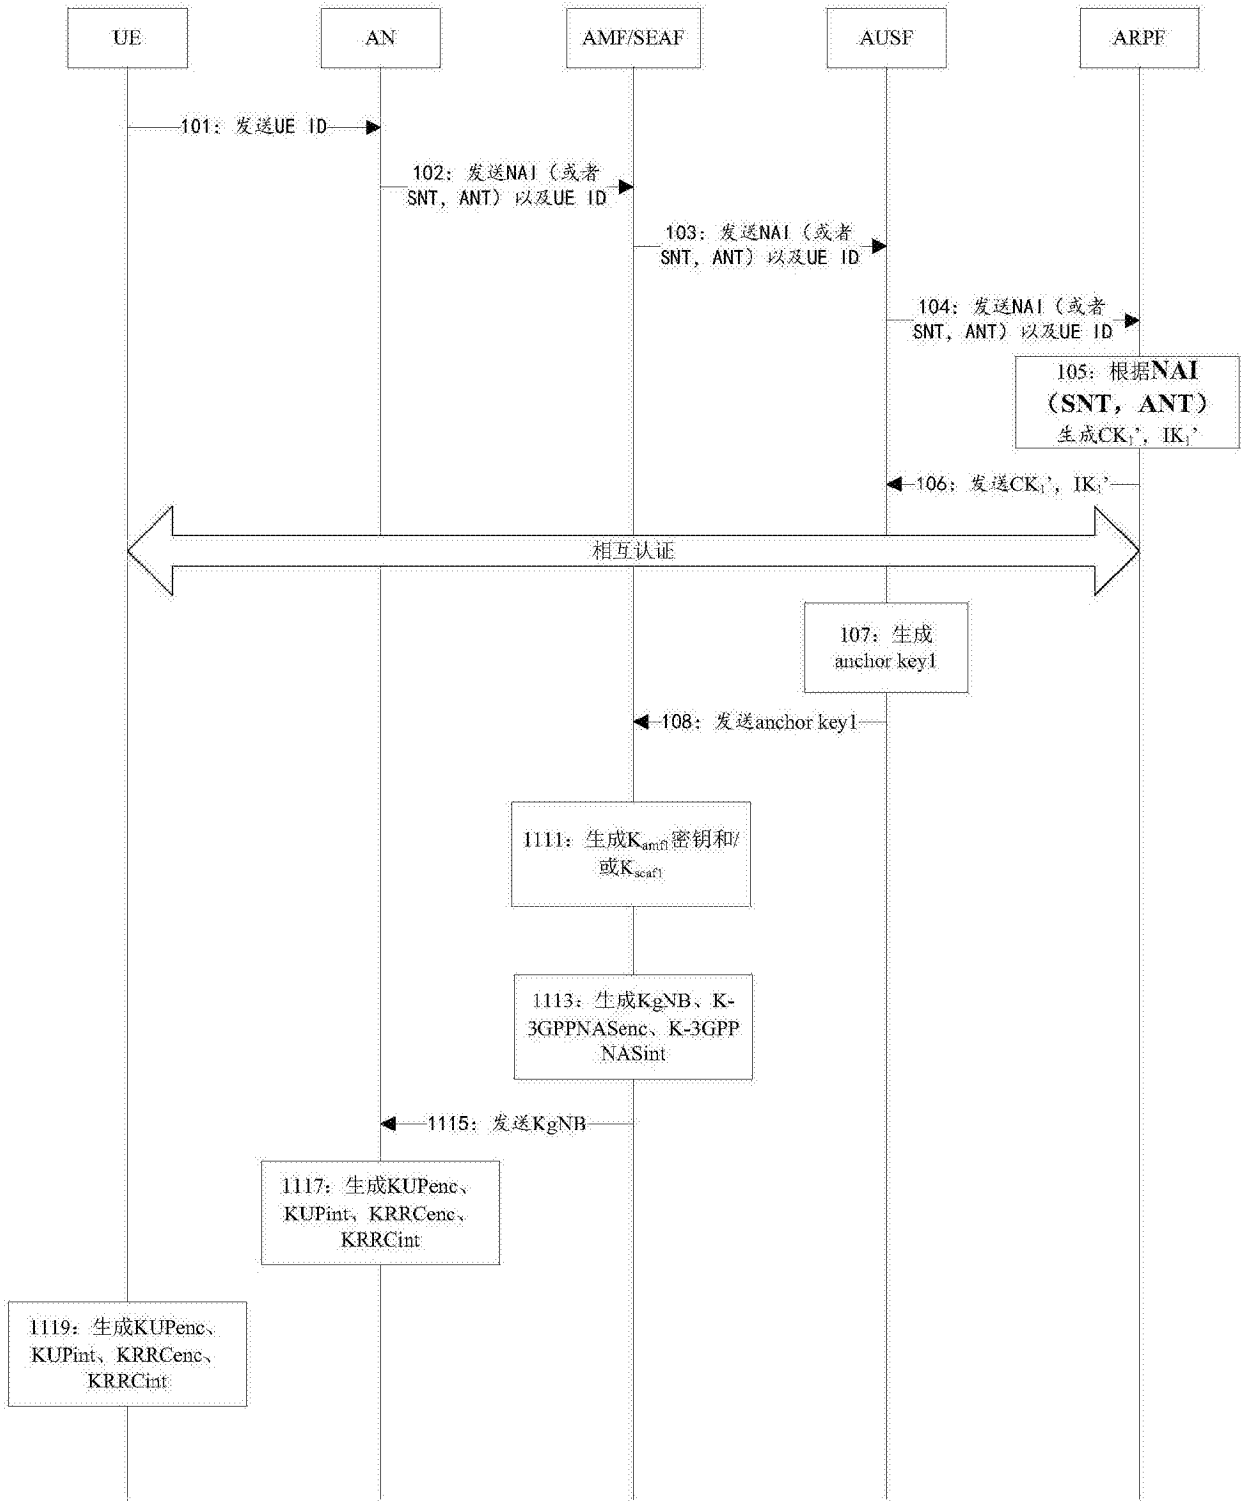 UE
AN
AMF/SEAF
AUSF
ARPF
101：发送UE ID
102：发送NAI（或者
SNT，ANT）以及UE ID
103：发送NAI（或者
SNT，ANT）以及UE ID
104：发送NAI（或者
SNT，ANT）以及UE ID
105：根据NAI
（SNT，ANT）
生成CK1’，IK1’
106：发送CK1’，IK1’
相互认证
107：生成
anchor key1
108：发送anchor key1
1111：生成Kamf1密钥和/
或Kseaf1
1113：生成KgNB、K-
3GPPNASenc、K-3GPP
NASint
1115：发送KgNB
1117：生成KUPenc、
KUPint、KRRCenc、
KRRCint
1119：生成KUPenc、
KUPint、KRRCenc、
KRRCint